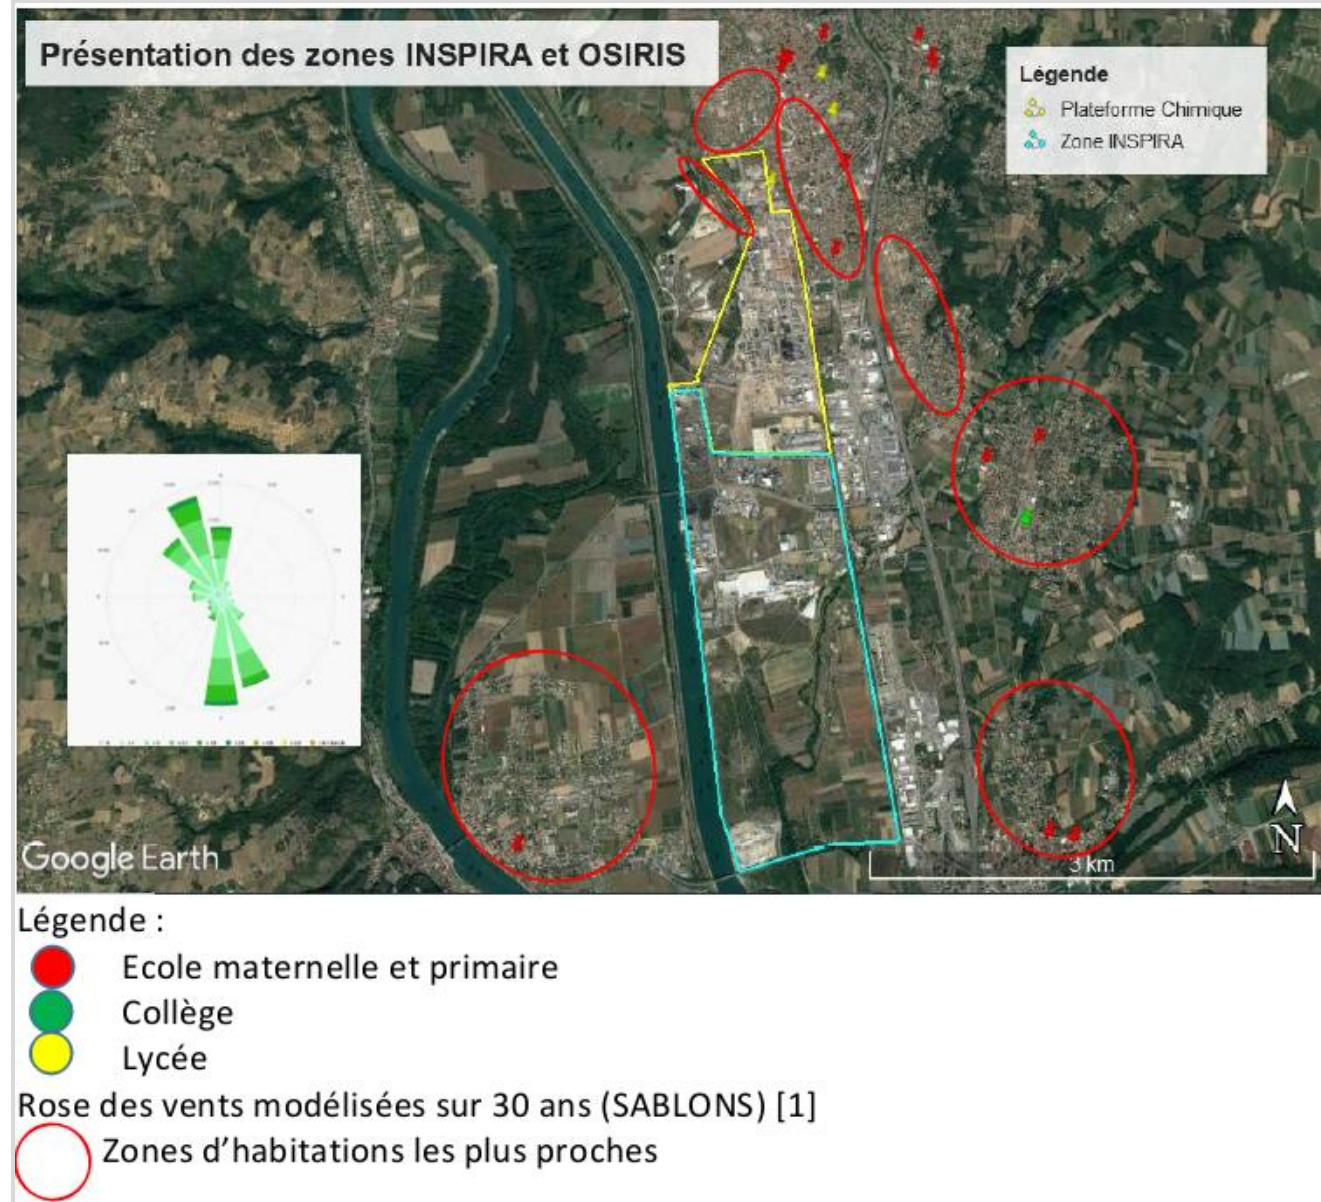 Présentation des zones INSPIRA et OSIRIS
Légende
Plateforme Chimique
Zone INSPIRA
Google Earth
N
3 km
Légende :
Ecole maternelle et primaire
Collège
Lycée
Rose des vents modélisées sur 30 ans (SABLONS) [1]
Zones d’habitations les plus proches